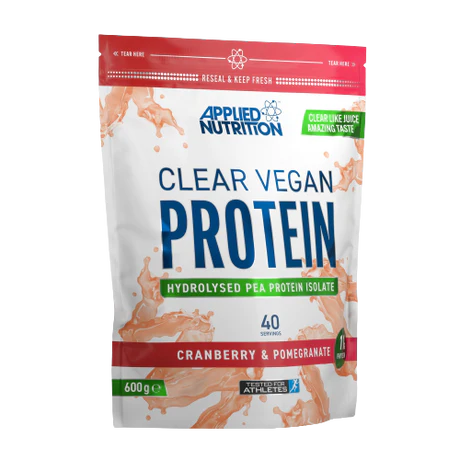 ≪ TEAR HERE
TEAR HERE ≫
RESEAL & KEEP FRESH
APPLIED
NUTRITION
CLEAR LIKE JUICE
AMAZING TASTE
CLEAR VEGAN
PROTEIN
HYDROLYSED PEA PROTEIN ISOLATE
40
SERVINGS
CRANBERRY & POMEGRANATE
600g ℮
TESTED FOR
ATHLETES